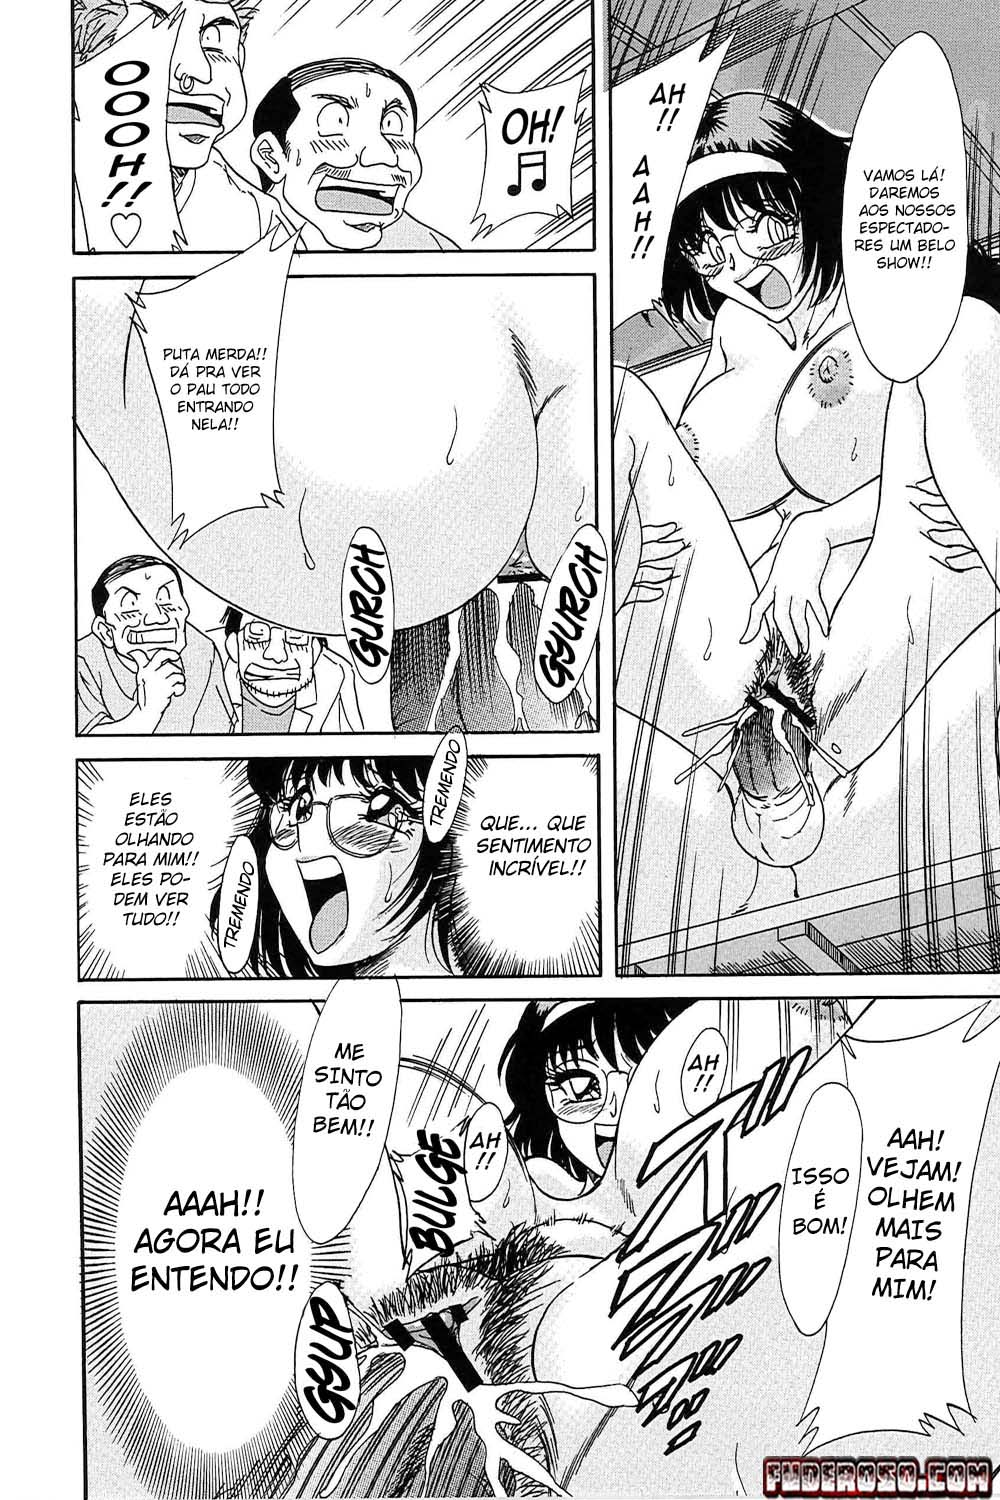 VAMOS LÁ!
DAREMOS
AOS NOSSOS
ESPECTADO-
RES UM BELO
SHOW!!
AH
!!
AAH
!!
OH!
♫
OOOH!!
♡
PUTA MERDA!!
DÁ PRA VER
O PAU TODO
ENTRANDO
NELA!!
GYURCH
GURCH
QUE... QUE
SENTIMENTO
INCRÍVEL!!
TREMENDO
TREMENDO
ELES
ESTÃO
OLHANDO
PARA MIM!!
ELES PO-
DEM VER
TUDO!!
AAH!
VEJAM!
OLHEM
MAIS
PARA
MIM!
ISSO
É
BOM!
AH
!!
AH
!!
ME
SINTO
TÃO
BEM!!
BULGE
GYUP
AAAH!!
AGORA EU
ENTENDO!!
FUDEROSO.COM